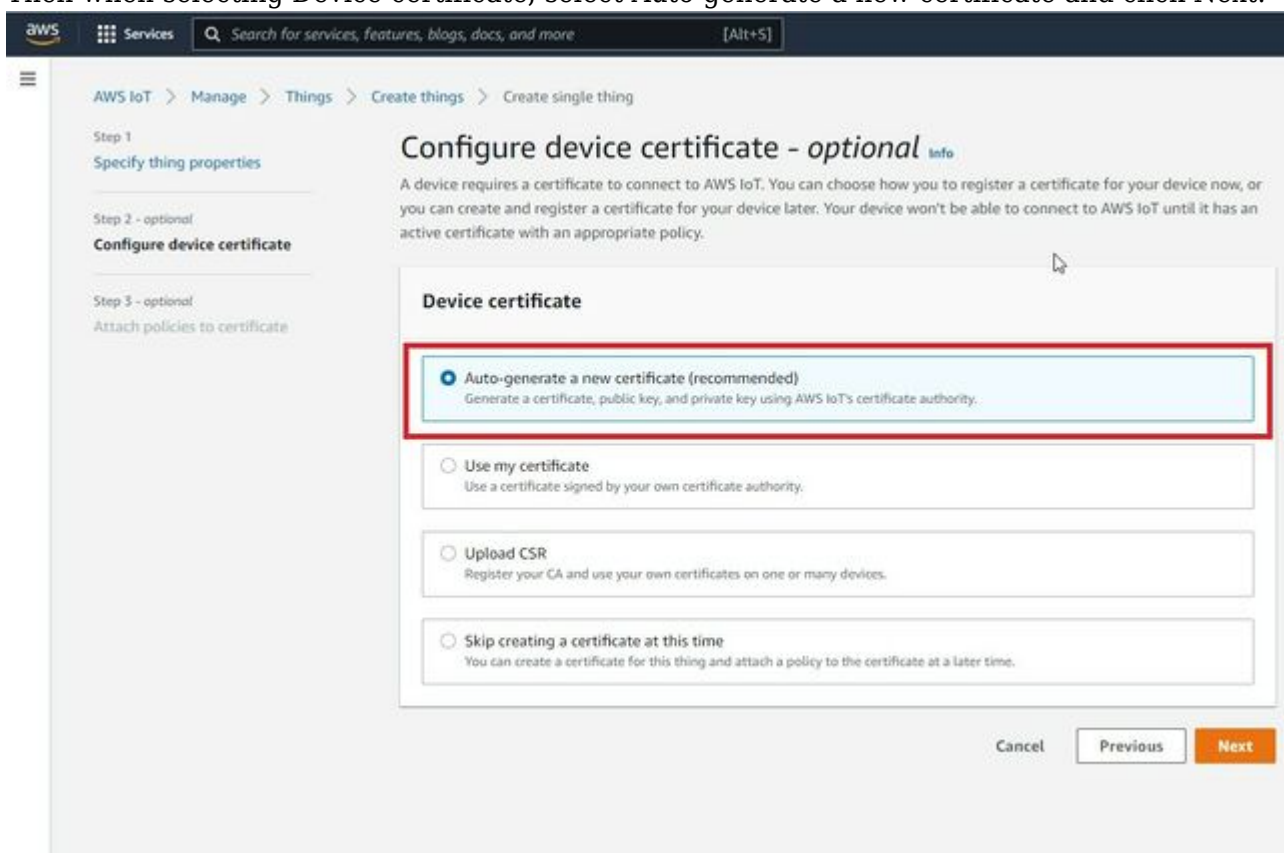 Then when selecting Device certificate, select Auto-generate a new certificate and click Next.
aws
Services
Search for services, features, blogs, docs, and more
[Alt+S]
AWS IoT > Manage > Things > Create things > Create single thing
Step 1
Specify thing properties
Step 2 - optional
Configure device certificate
Step 3 - optional
Attach policies to certificate
Configure device certificate - optional Info
A device requires a certificate to connect to AWS IoT. You can choose how you to register a certificate for your device now, or
you can create and register a certificate for your device later. Your device won't be able to connect to AWS IoT until it has an
active certificate with an appropriate policy.
Device certificate
Auto-generate a new certificate (recommended)
Generate a certificate, public key, and private key using AWS IoT's certificate authority.
Use my certificate
Use a certificate signed by your own certificate authority.
Upload CSR
Register your CA and use your own certificates on one or many devices.
Skip creating a certificate at this time
You can create a certificate for this thing and attach a policy to the certificate at a later time.
Cancel
Previous
Next